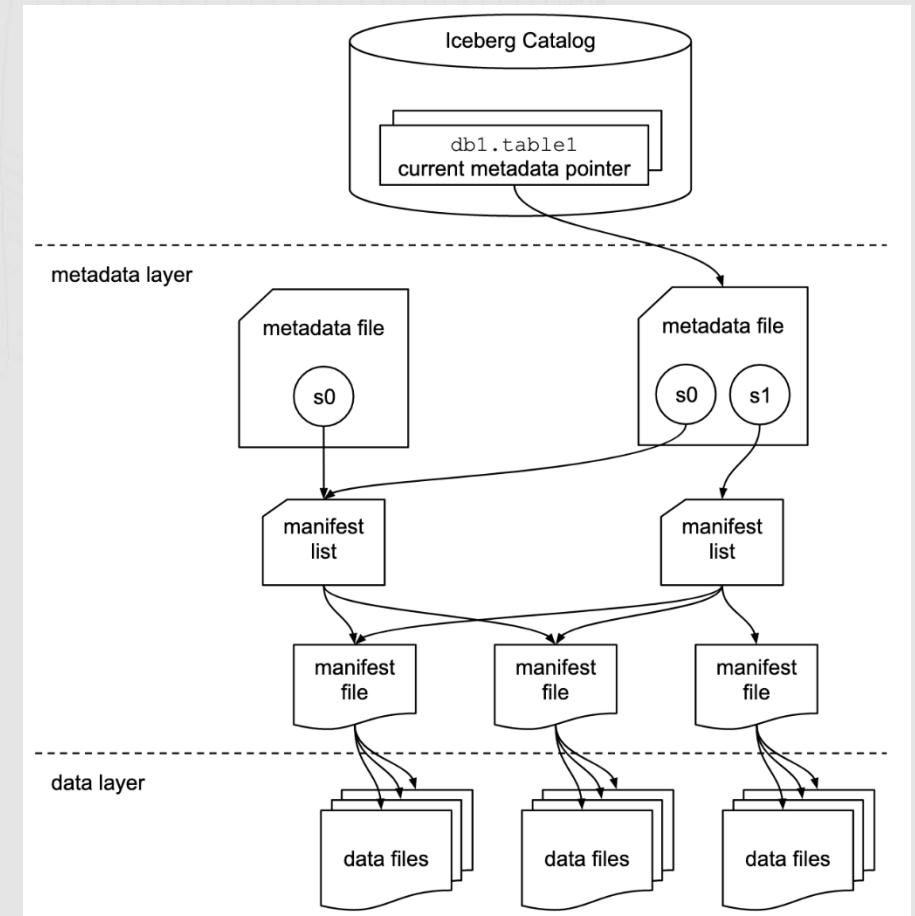 Iceberg Catalog
db1.table1
current metadata pointer
metadata layer
metadata file
s0
metadata file
s0
s1
manifest
list
manifest
list
manifest
file
manifest
file
manifest
file
data layer
data files
data files
data files